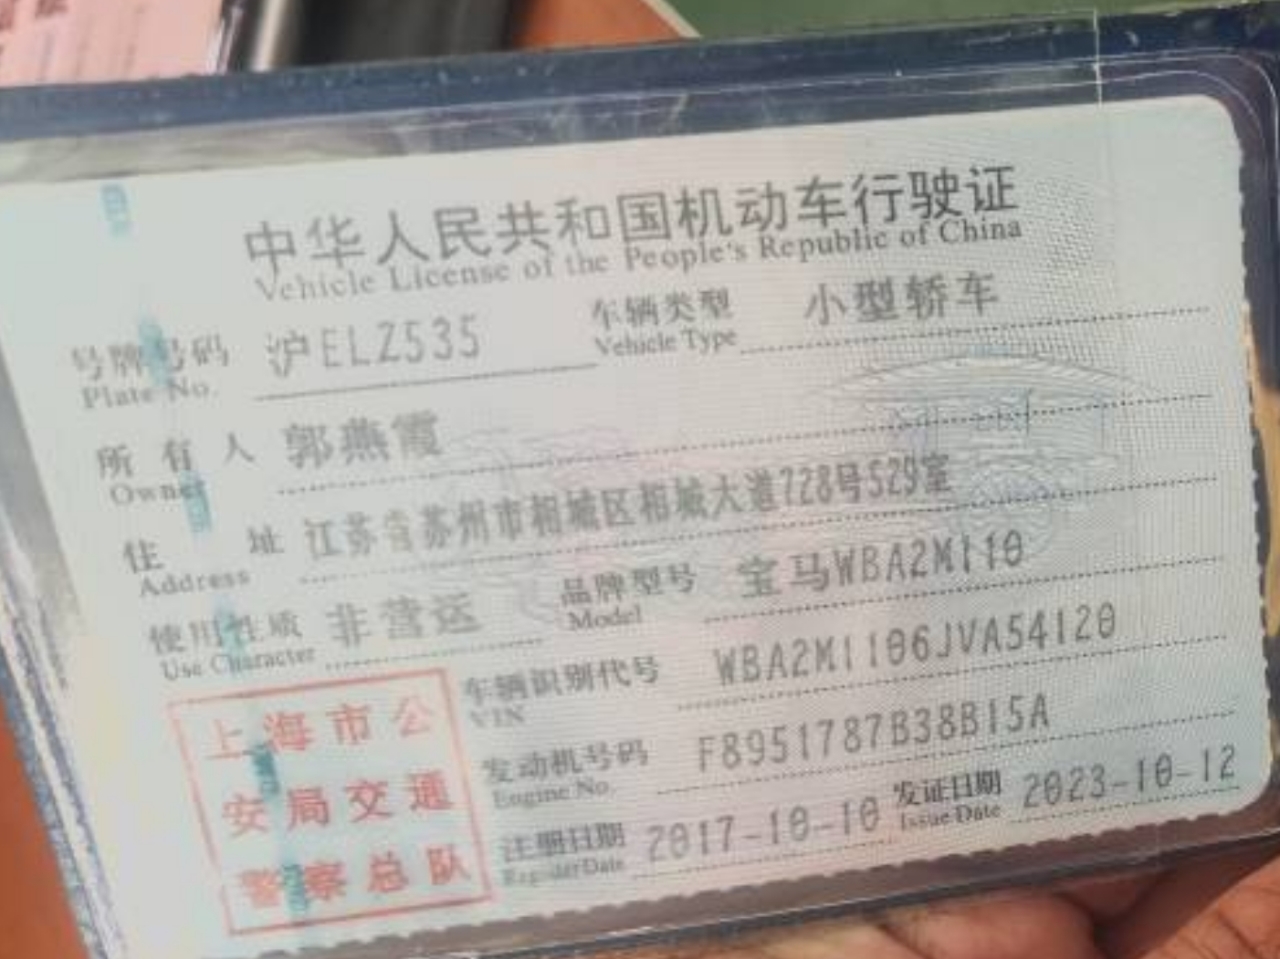 中华人民共和国机动车行驶证
Vehicle License of the People's Republic of China
号牌号码 沪ELZ535 车辆类型 小型轿车
Plate No. Vehicle Type
所有人 郭燕霞
Owner
住址 江苏省苏州市相城区相城大道728号529室
Address
使用性质 非营运 品牌型号 宝马WBA2M110
Use Character Model
车辆识别代号 WBA2M1106JVA54120
VIN
发动机号码 F8951787B38B15A
Engine No.
注册日期 2017-10-10 发证日期 2023-10-12
Register Date Issue Date
上海市公
安局交通
警察总队